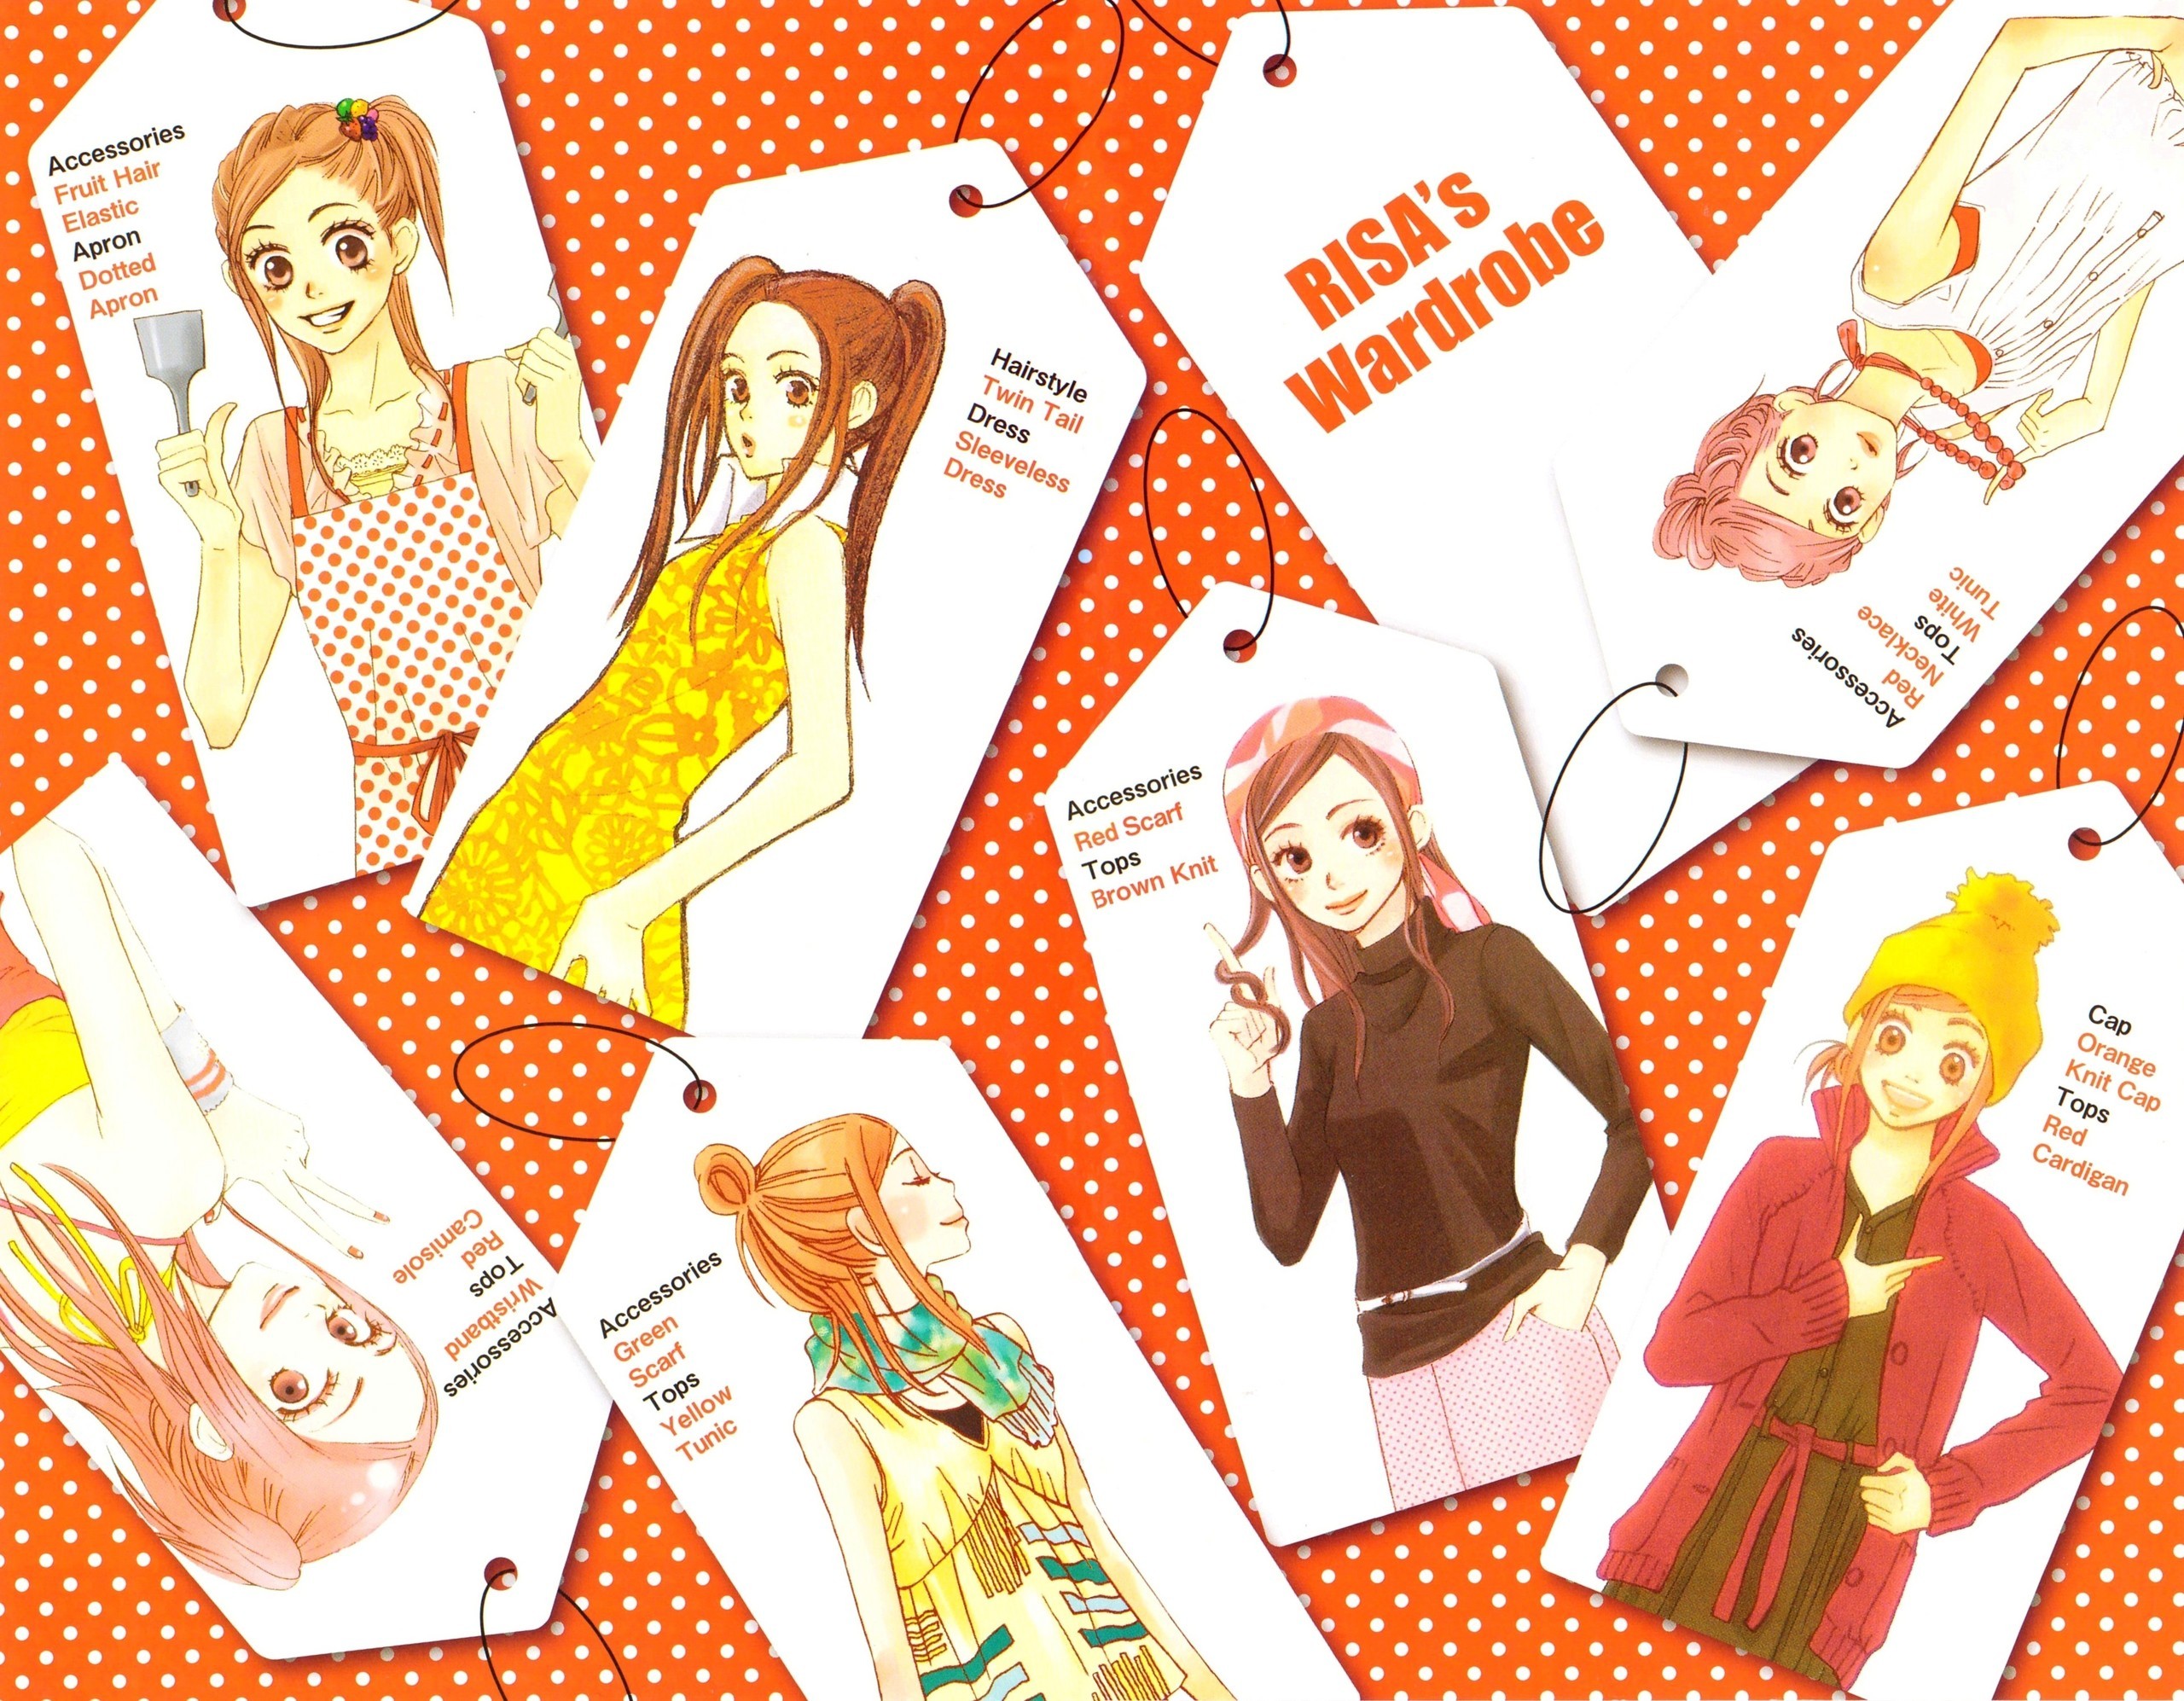 Accessories
Fruit Hair
Elastic
Apron
Dotted
Apron
Hairstyle
Twin Tail
Dress
Sleeveless
Dress
RISA's
Wardrobe
Accessories
Red
Necklace
Tops
White
Tunic
Accessories
Red Scarf
Tops
Brown Knit
Cap
Orange
Knit Cap
Tops
Red
Cardigan
Accessories
Wristband
Tops
Red
Camisole
Accessories
Green
Scarf
Tops
Yellow
Tunic